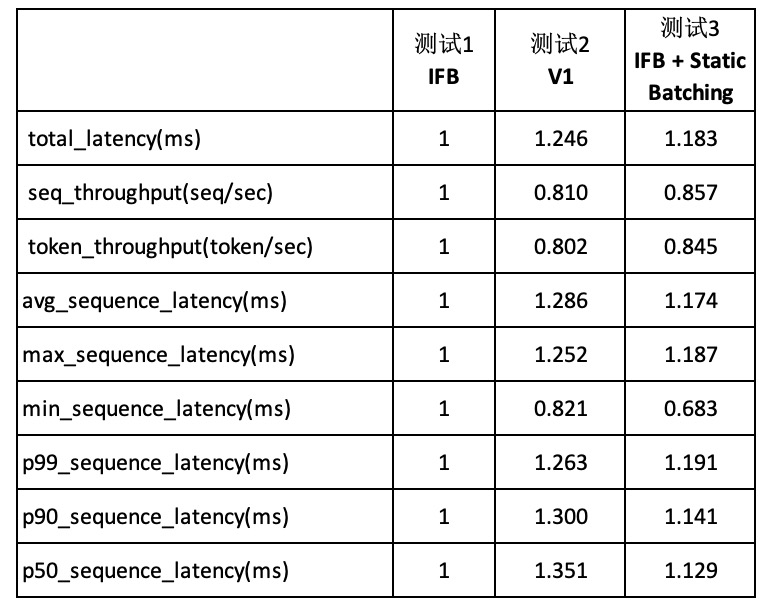 测试1
IFB
测试2
V1
测试3
IFB + Static
Batching
total_latency(ms) 1 1.246 1.183
seq_throughput(seq/sec) 1 0.810 0.857
token_throughput(token/sec) 1 0.802 0.845
avg_sequence_latency(ms) 1 1.286 1.174
max_sequence_latency(ms) 1 1.252 1.187
min_sequence_latency(ms) 1 0.821 0.683
p99_sequence_latency(ms) 1 1.263 1.191
p90_sequence_latency(ms) 1 1.300 1.141
p50_sequence_latency(ms) 1 1.351 1.129